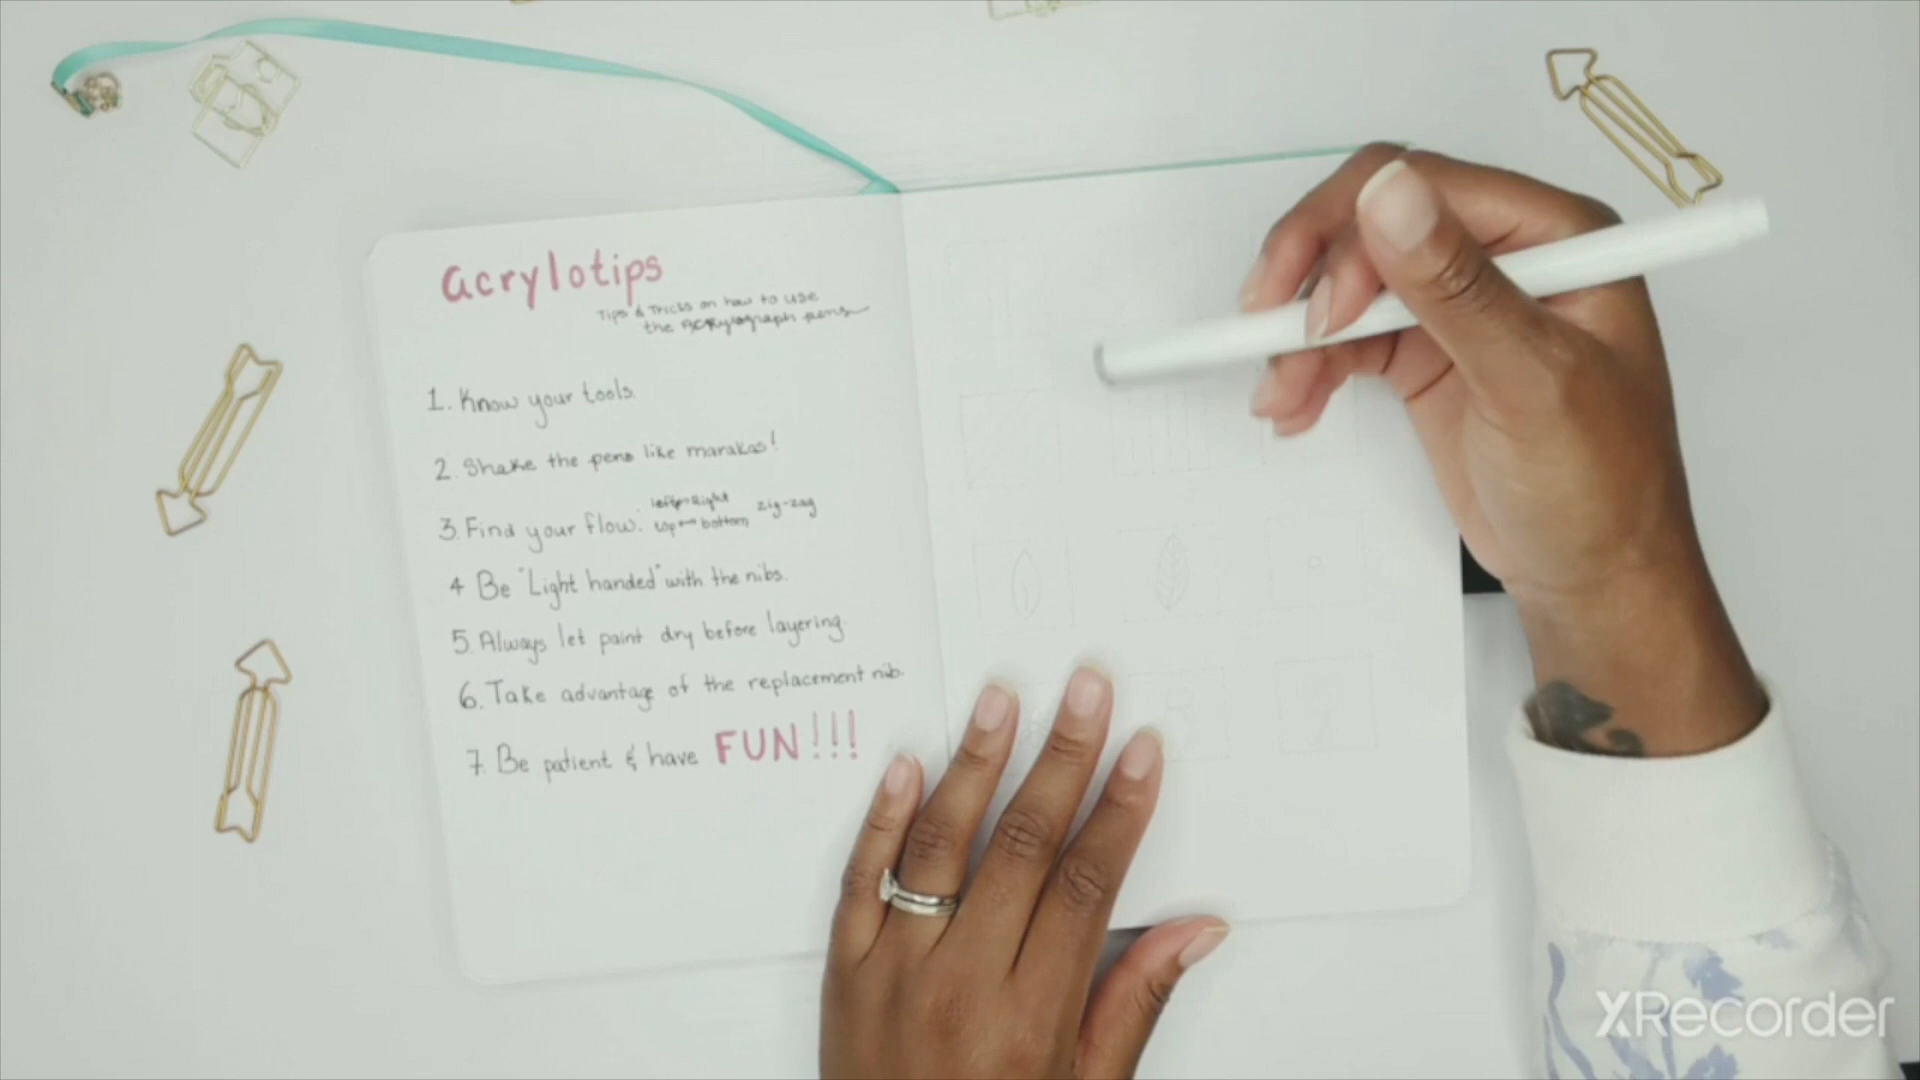 acrylotips
Tips & Tricks on how to use
the Acrylograph pens
1. Know your tools.
2. Shake the pens like marakas!
3. Find your flow: left↔Right zig-zag
top↔bottom
4 Be "Light handed" with the nibs.
5. Always let paint dry before layering.
6. Take advantage of the replacement nib.
7. Be patient & have FUN!!!
XRecorder